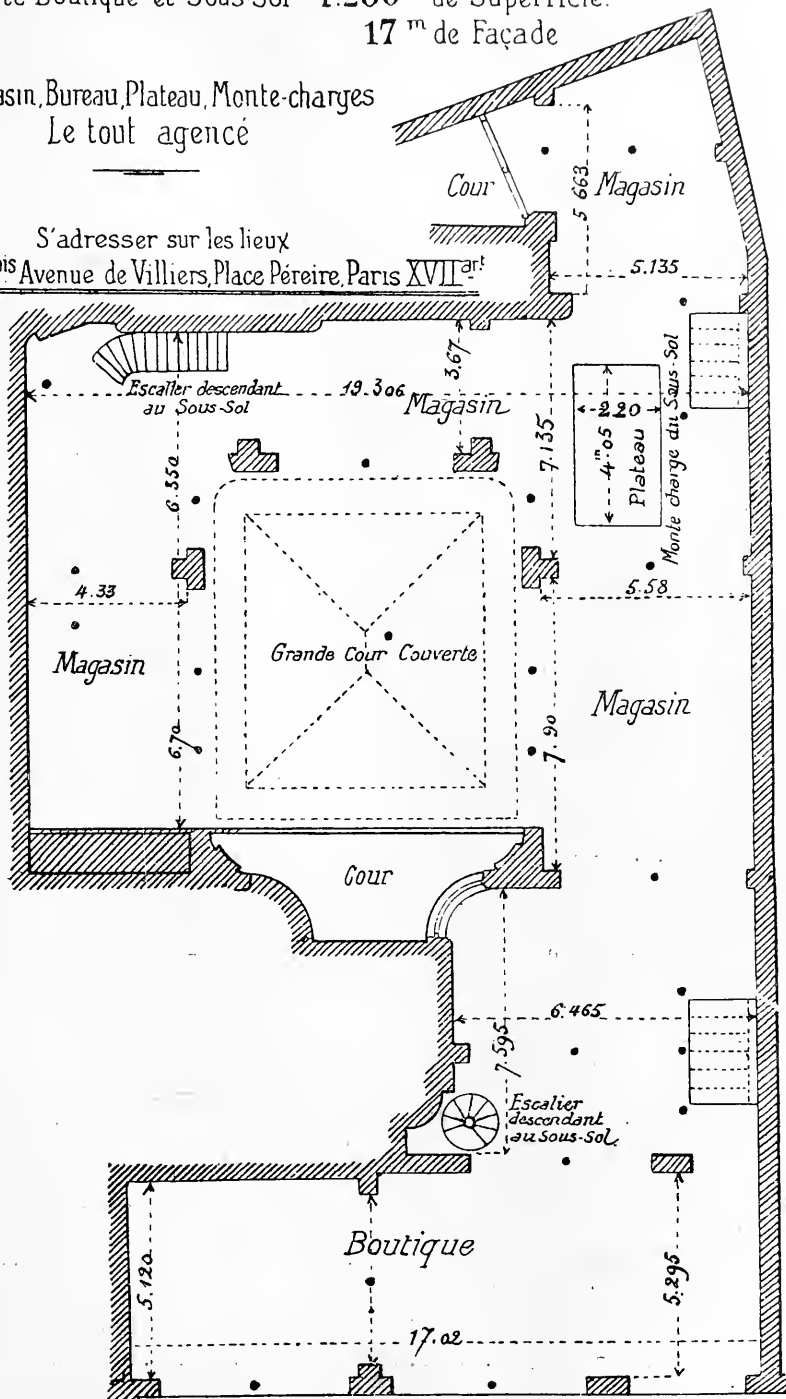 Boutique et Sous-Sol 1.200 de Superficie.
17 m de Façade
Bureau, Plateau, Monte-charges
Le tout agencé
S'adresser sur les lieux
bis Avenue de Villiers, Place Péreire, Paris XVII art
Cour
5 663
Magasin
5.135
Escalier descendant
au Sous-Sol
19.306
3.67
Magasin
7.135
2.20
4m05
Plateau
Monte charge du Sous-Sol
6.550
4.33
5.58
Magasin
Grande Cour Couverte
Magasin
6.70
7.90
Cour
6.465
7.595
Escalier
descendant
au Sous-Sol
Boutique
5.120
5.295
17.02